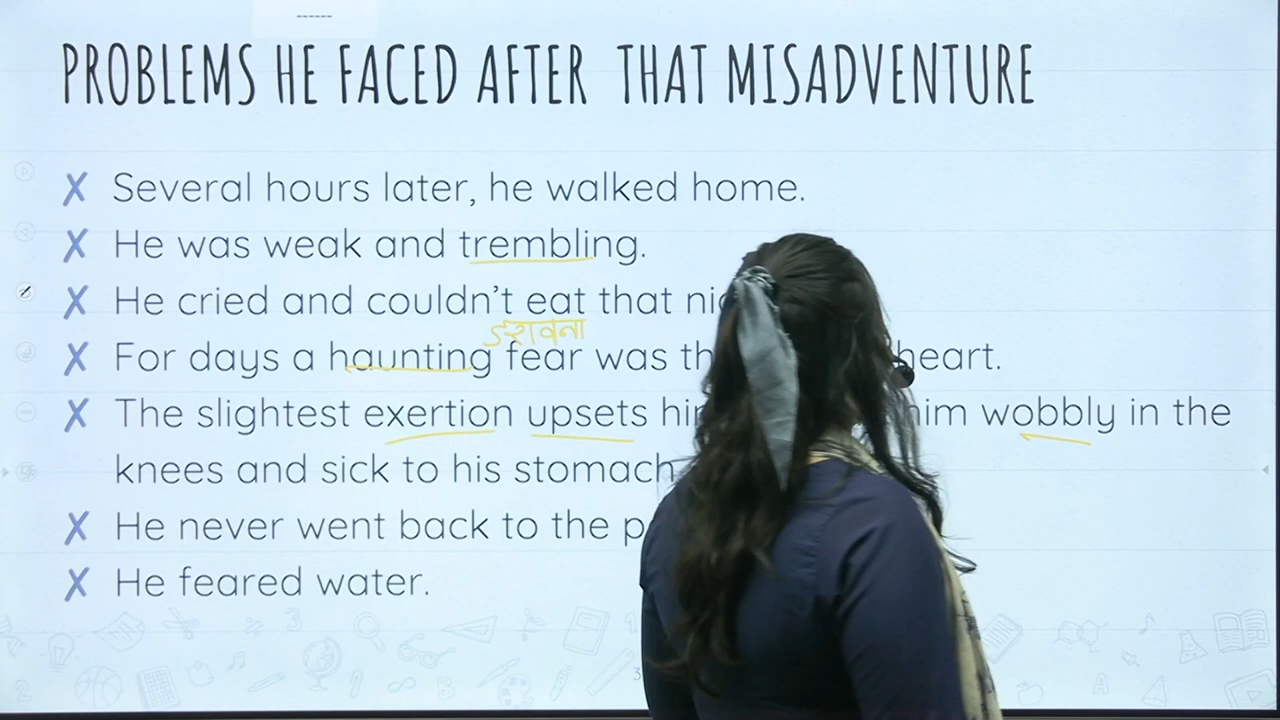 PROBLEMS HE FACED AFTER THAT MISADVENTURE
✗ Several hours later, he walked home.
✗ He was weak and trembling.
✗ He cried and couldn't eat that
डरावना
✗ For days a haunting fear was heart.
✗ The slightest exertion upsets him wobbly in the
knees and sick to his stomach
✗ He never went back to the
✗ He feared water.